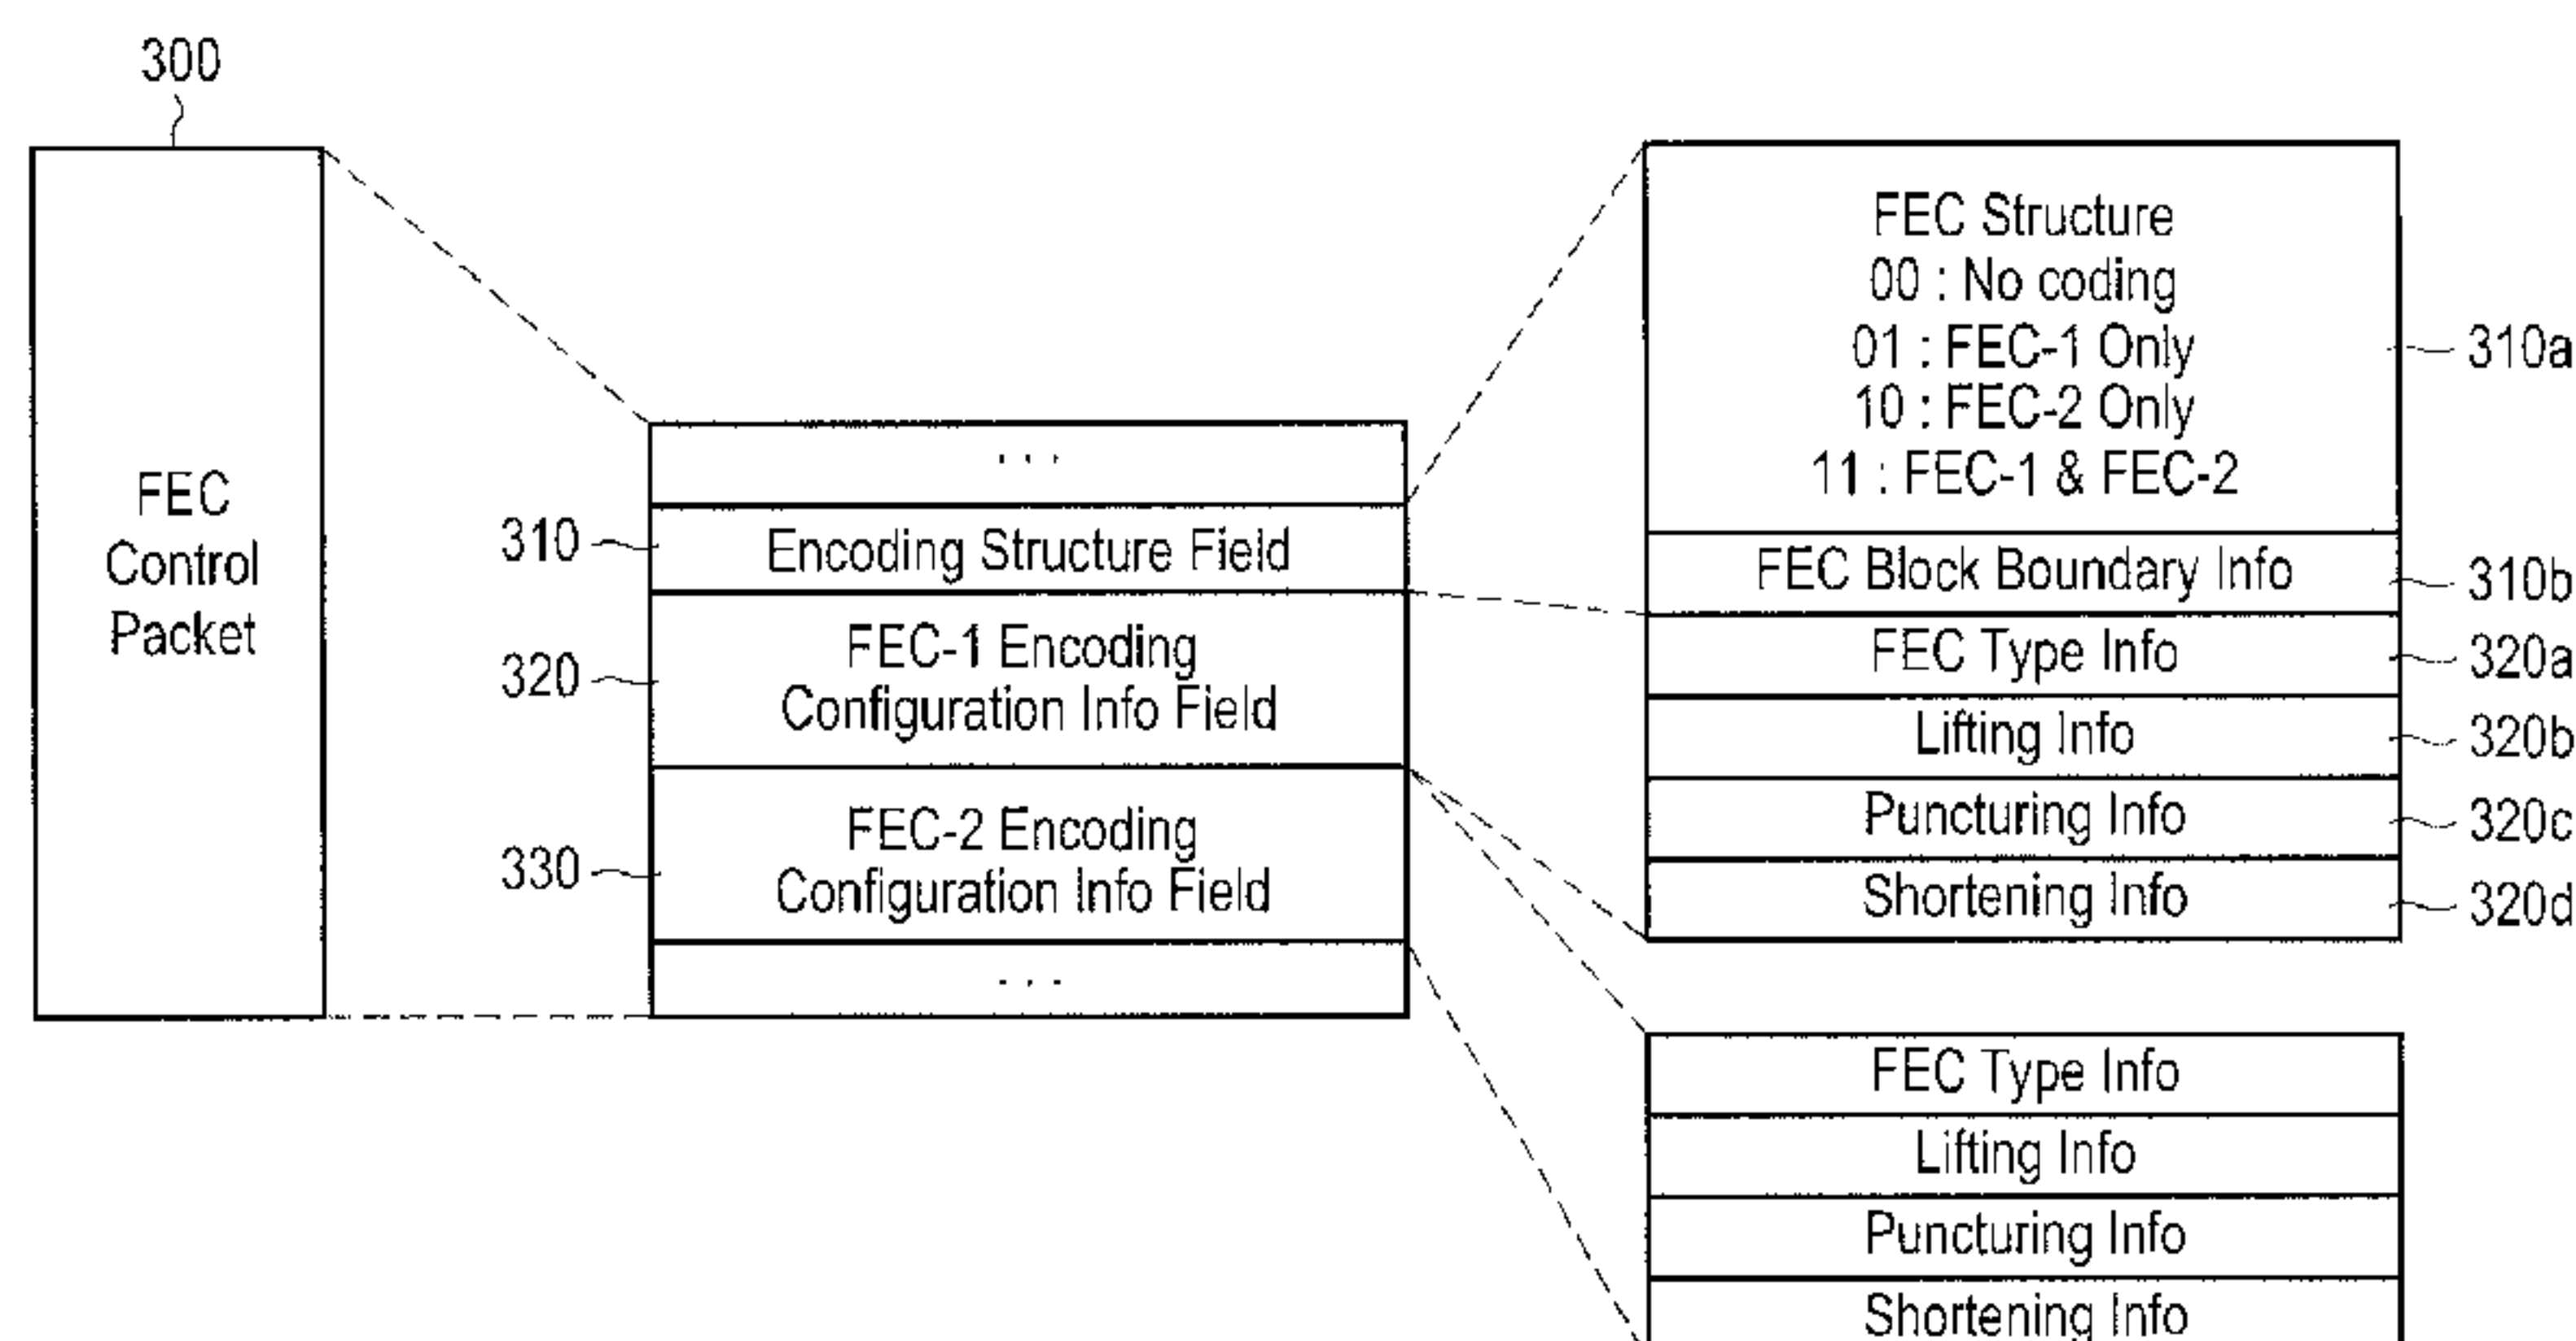 300
FEC
Control
Packet
. . .
310
Encoding Structure Field
320
FEC-1 Encoding
Configuration Info Field
330
FEC-2 Encoding
Configuration Info Field
. . .
FEC Structure
00 : No coding
01 : FEC-1 Only
10 : FEC-2 Only
11 : FEC-1 & FEC-2
310a
FEC Block Boundary Info
310b
FEC Type Info
320a
Lifting Info
320b
Puncturing Info
320c
Shortening Info
320d
FEC Type Info
Lifting Info
Puncturing Info
Shortening Info